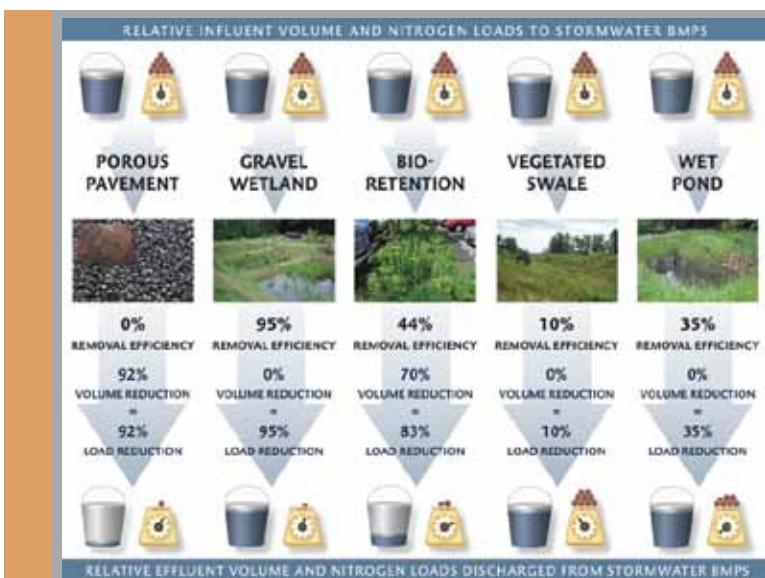 RELATIVE INFLUENT VOLUME AND NITROGEN LOADS TO STORMWATER BMPS
POROUS PAVEMENT
GRAVEL WETLAND
BIO-RETENTION
VEGETATED SWALE
WET POND
0%
REMOVAL EFFICIENCY
92%
VOLUME REDUCTION
=
92%
LOAD REDUCTION
95%
REMOVAL EFFICIENCY
0%
VOLUME REDUCTION
=
95%
LOAD REDUCTION
44%
REMOVAL EFFICIENCY
70%
VOLUME REDUCTION
=
83%
LOAD REDUCTION
10%
REMOVAL EFFICIENCY
0%
VOLUME REDUCTION
=
10%
LOAD REDUCTION
35%
REMOVAL EFFICIENCY
0%
VOLUME REDUCTION
=
35%
LOAD REDUCTION
RELATIVE EFFLUENT VOLUME AND NITROGEN LOADS DISCHARGED FROM STORMWATER BMPS